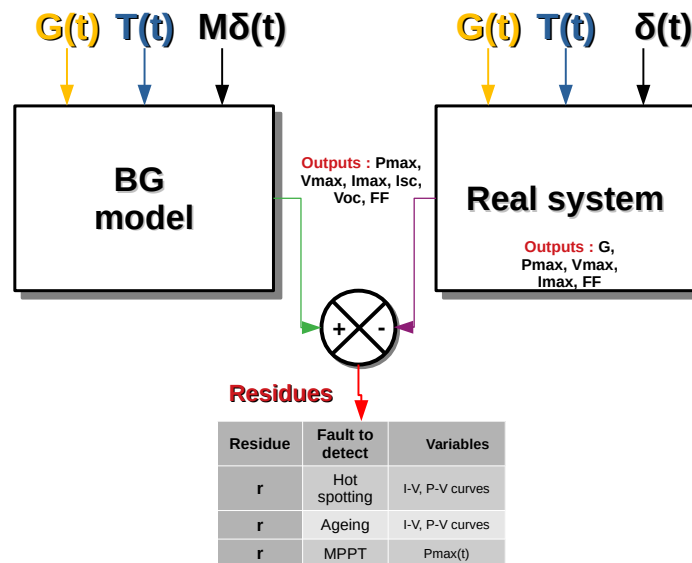 G(t) T(t) Mδ(t)
G(t) T(t) δ(t)
BG
model
Outputs : Pmax,
Vmax, Imax, Isc,
Voc, FF
Real system
Outputs : G,
Pmax, Vmax,
Imax, FF
+ -
Residues
Residue Fault to detect Variables
r Hot spotting I-V, P-V curves
r Ageing I-V, P-V curves
r MPPT Pmax(t)